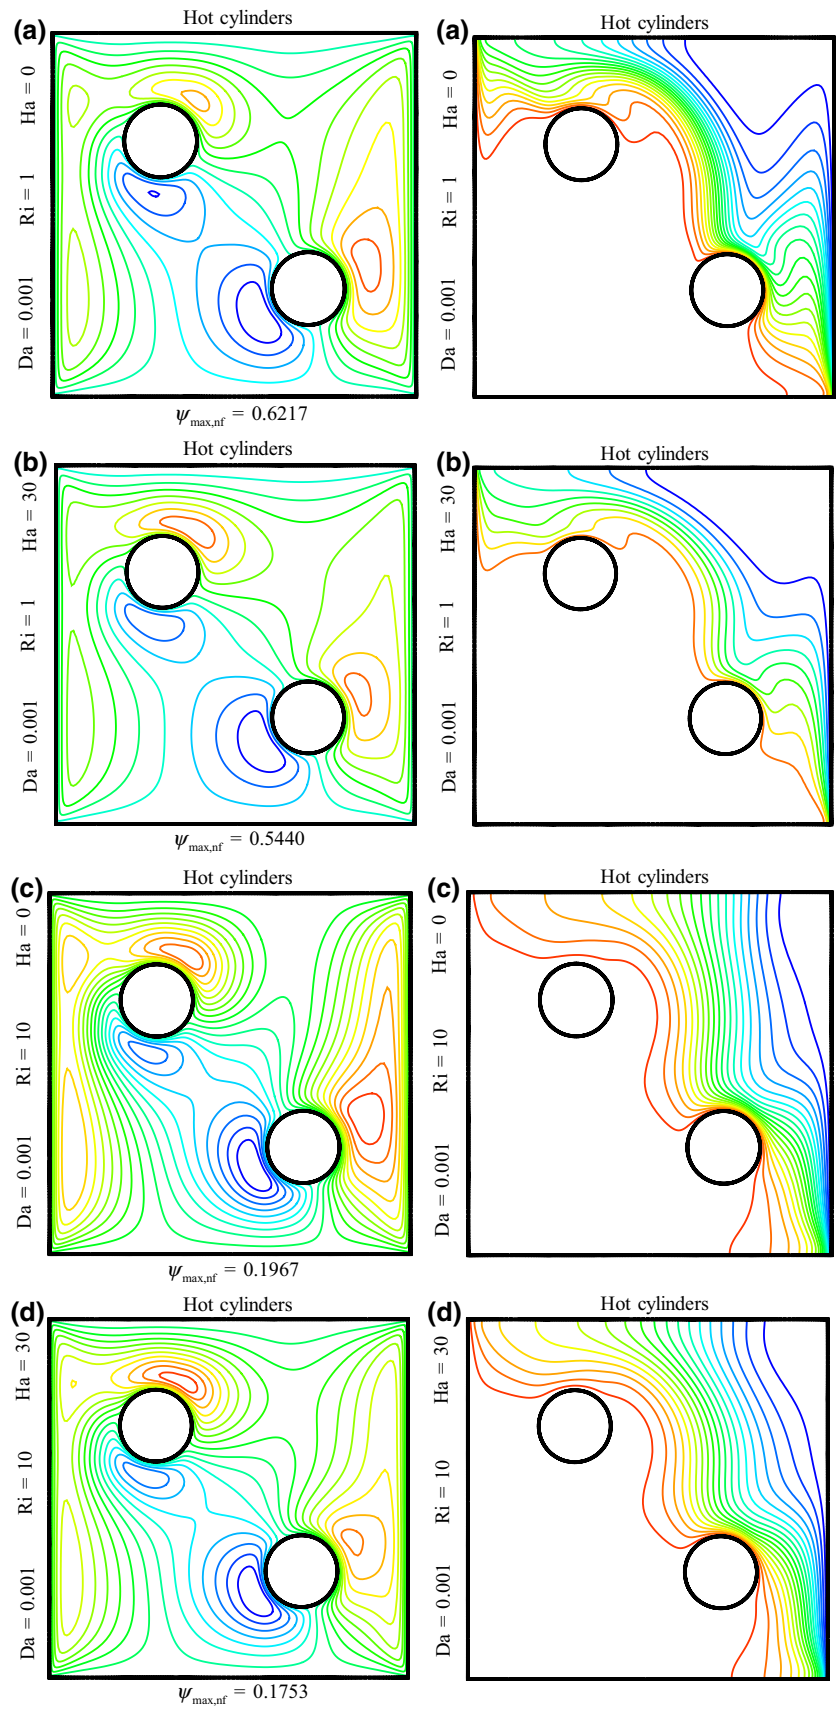 Hot cylinders
Hot cylinders
(a)
(a)
Ha = 0
Ri = 1
Da = 0.001
Ha = 0
Ri = 1
Da = 0.001
ψmax,nf = 0.6217
Hot cylinders
Hot cylinders
(b)
(b)
Ha = 30
Ri = 1
Da = 0.001
Ha = 30
Ri = 1
Da = 0.001
ψmax,nf = 0.5440
Hot cylinders
Hot cylinders
(c)
(c)
Ha = 0
Ri = 10
Da = 0.001
Ha = 0
Ri = 10
Da = 0.001
ψmax,nf = 0.1967
Hot cylinders
Hot cylinders
(d)
(d)
Ha = 30
Ri = 10
Da = 0.001
Ha = 30
Ri = 10
Da = 0.001
ψmax,nf = 0.1753